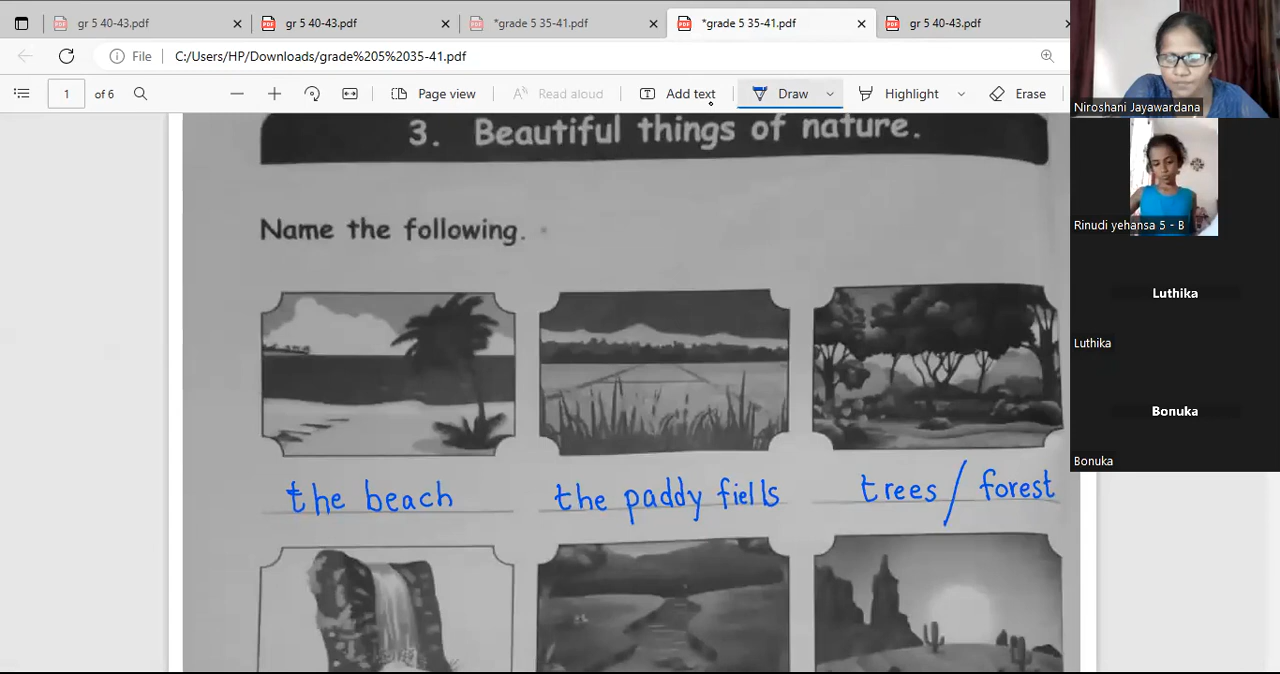 gr 5 40-43.pdf
gr 5 40-43.pdf
*grade 5 35-41.pdf
*grade 5 35-41.pdf
gr 5 40-43.pdf
File
C:/Users/HP/Downloads/grade%205%2035-41.pdf
1 of 6
Page view
Read aloud
Add text
Draw
Highlight
Erase
3. Beautiful things of nature.
Name the following.
the beach
the paddy fiells
trees / forest
Niroshani Jayawardana
Rinudi yehansa 5 - B
Luthika
Luthika
Bonuka
Bonuka